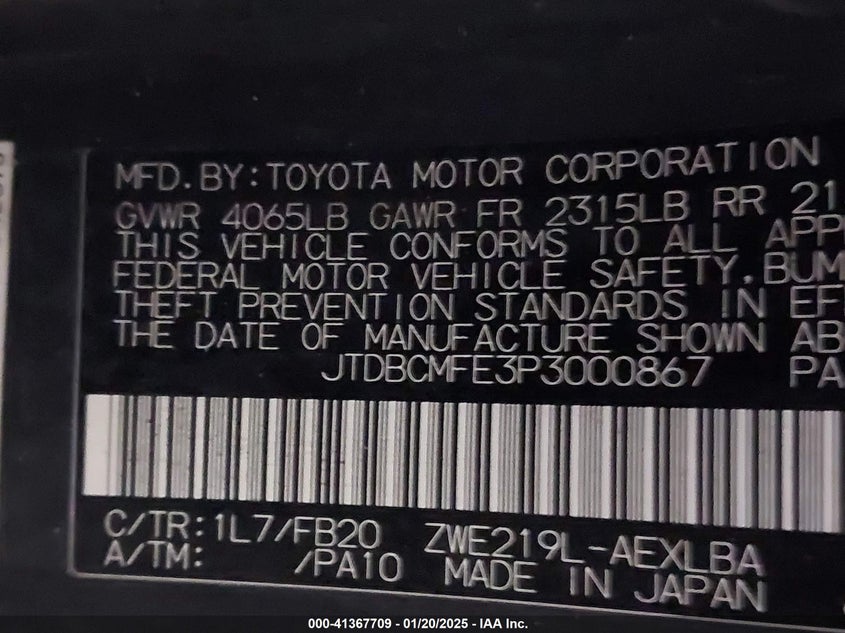 MFD.BY:TOYOTA MOTOR CORPORATION
GVWR 4065LB GAWR FR 2315LB RR 21
THIS VEHICLE CONFORMS TO ALL APP
FEDERAL MOTOR VEHICLE SAFETY.BUM
THEFT PREVENTION STANDARDS IN EF
THE DATE OF MANUFACTURE SHOWN AB
JTDBCMFE3P3000867 PA
C/TR:1L7/FB20 ZWE219L-AEXLBA
A/TM: /PA10 MADE IN JAPAN
000-41367709 - 01/20/2025 - IAA Inc.